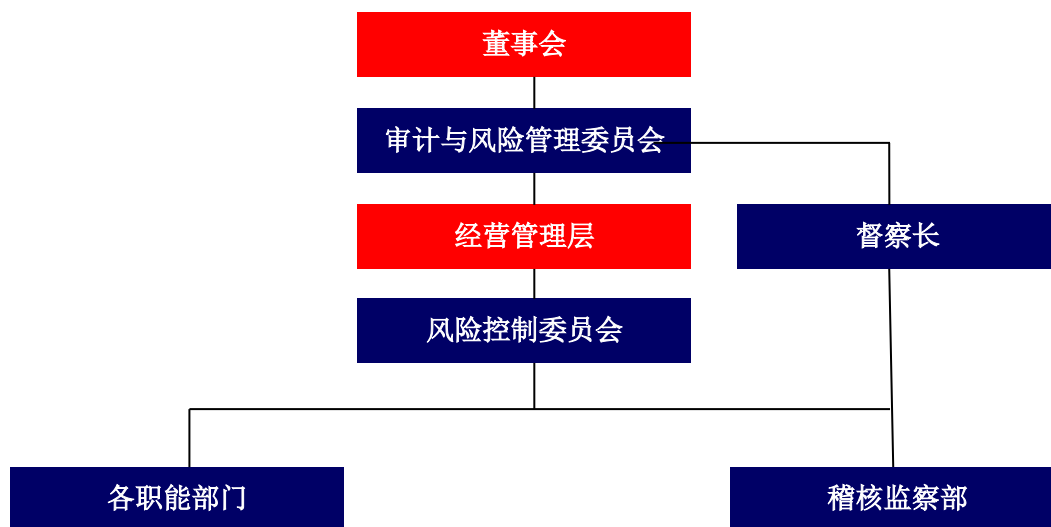 董事会
审计与风险管理委员会
经营管理层
督察长
风险控制委员会
各职能部门
稽核监察部